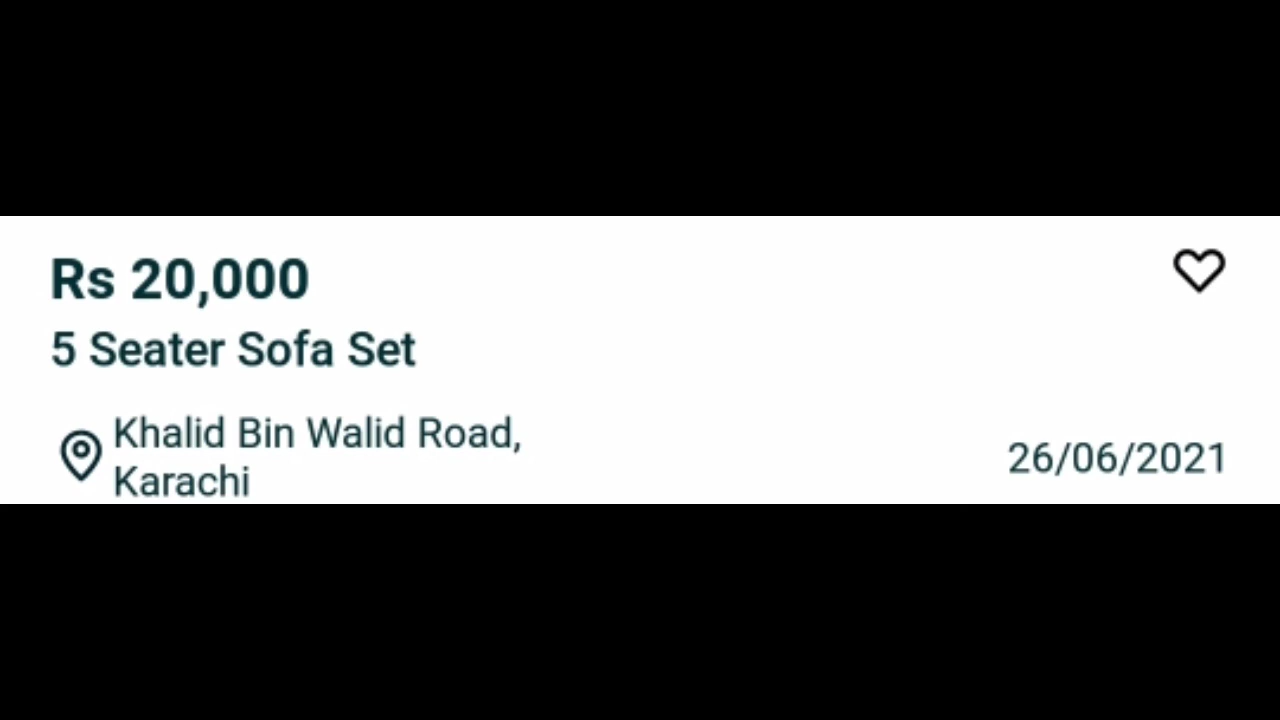 Rs 20,000
5 Seater Sofa Set
Khalid Bin Walid Road,
Karachi
26/06/2021